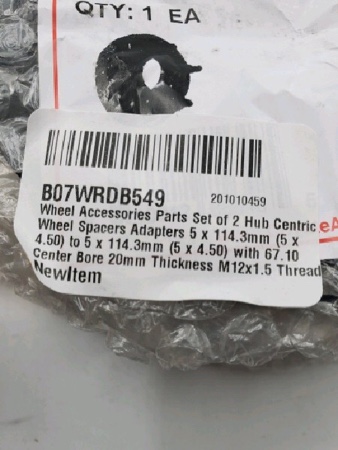 QTY: 1 EA
B07WRDB549 201010459
Wheel Accessories Parts Set of 2 Hub Centric
Wheel Spacers Adapters 5 x 114.3mm (5 x
4.50) to 5 x 114.3mm (5 x 4.50) with 67.10
Center Bore 20mm Thickness M12x1.5 Thread
NewItem
eA